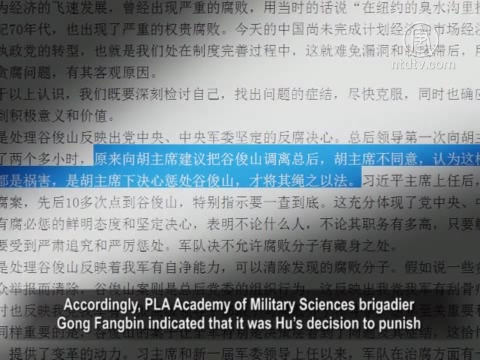 为经济的飞速发展，曾经出现严重的腐败，用当时的话说“在纽约的臭水沟里
纪70年代，也出现了严重的权贵腐败。今天的中国尚未完成计划经济
执政党的转型，也就是我们处在制度完善过程中，这就难免漏洞和
贪腐问题，有其客观原因。
于以上认识，我们既要深刻检讨自己，找出问题的症结，尽快克服，同时也
到积极意义和价值。
是处理谷俊山反映出党中央、中央军委坚定的反腐决心。总后领导第一次向胡主
了两个多小时，原来向胡主席建议把谷俊山调离总后，胡主席不同意，认为这样
都是祸害，是胡主席下决心惩处谷俊山，才将其绳之以法。习近平主席上任后，
腐案，先后10多次点到谷俊山，特别指示要一查到底。这充分体现了党中央、中
有腐必惩的鲜明态度和坚定决心，表明不论什么人，不论其职务有多高，只要
要受到严肃追究和严厉惩处。军队决不允许腐败分子有藏身之处。
是处理谷俊山反映着我军有自净能力，可以清除发现的腐败分子。假如说一些
ntdtv.com
Accordingly, PLA Academy of Military Sciences brigadier
Gong Fangbin indicated that it was Hu's decision to punish